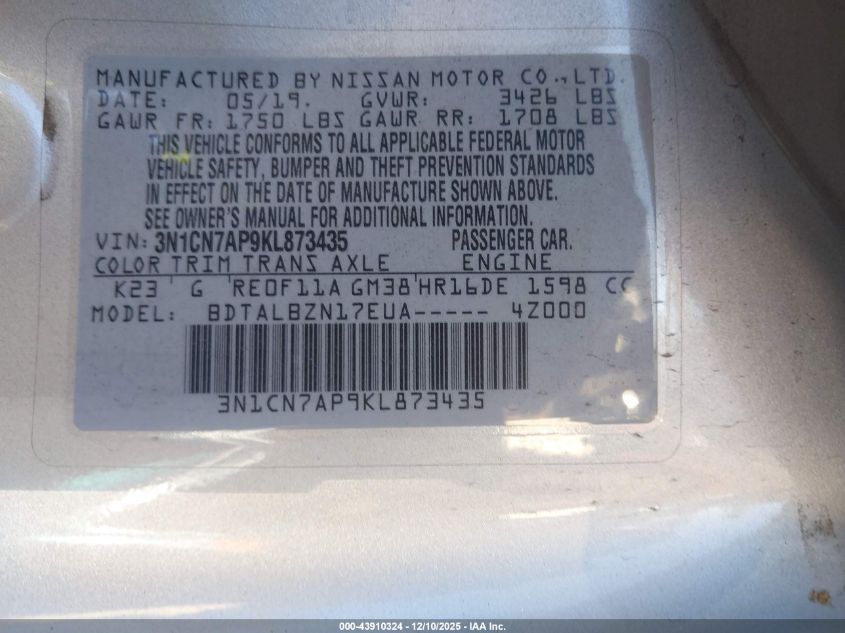 MANUFACTURED BY NISSAN MOTOR CO.,LTD.
DATE: 05/19. GVWR: 3426 LBS
GAWR FR: 1750 LBS GAWR RR: 1708 LBS
THIS VEHICLE CONFORMS TO ALL APPLICABLE FEDERAL MOTOR
VEHICLE SAFETY, BUMPER AND THEFT PREVENTION STANDARDS
IN EFFECT ON THE DATE OF MANUFACTURE SHOWN ABOVE.
SEE OWNER'S MANUAL FOR ADDITIONAL INFORMATION.
VIN: 3N1CN7AP9KL873435 PASSENGER CAR.
COLOR TRIM TRANS AXLE ENGINE
K23 G RE0F11A GM38 HR16DE 1598 CC
MODEL: BDTALBZN17EUA----- 4Z000
3N1CN7AP9KL873435
000-43910324 - 12/10/2025 - IAA Inc.